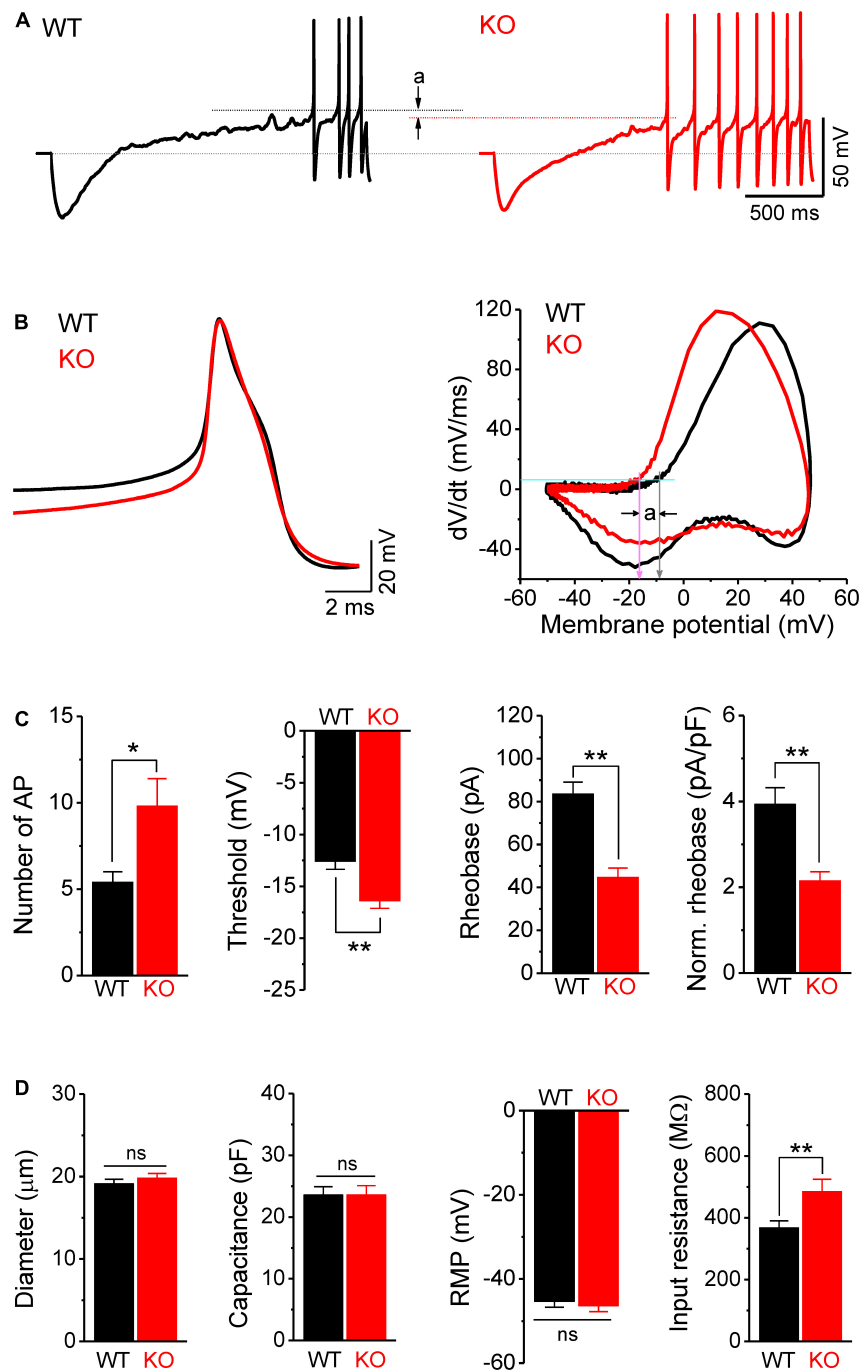 A
WT
a
KO
50 mV
500 ms
B
WT
KO
20 mV
2 ms
WT
KO
a
dV/dt (mV/ms)
120
80
40
0
-40
-60 -40 -20 0 20 40 60
Membrane potential (mV)
C
Number of AP
15
10
5
0
*
WT KO
Threshold (mV)
WT KO
0
-5
-10
-15
-20
-25
**
Rheobase (pA)
120
100
80
60
40
20
0
**
WT KO
Norm. rheobase (pA/pF)
6
4
2
0
**
WT KO
D
Diameter (μm)
30
20
10
0
ns
WT KO
Capacitance (pF)
40
30
20
10
0
ns
WT KO
RMP (mV)
WT KO
0
-20
-40
-60
ns
Input resistance (MΩ)
800
600
400
200
0
**
WT KO